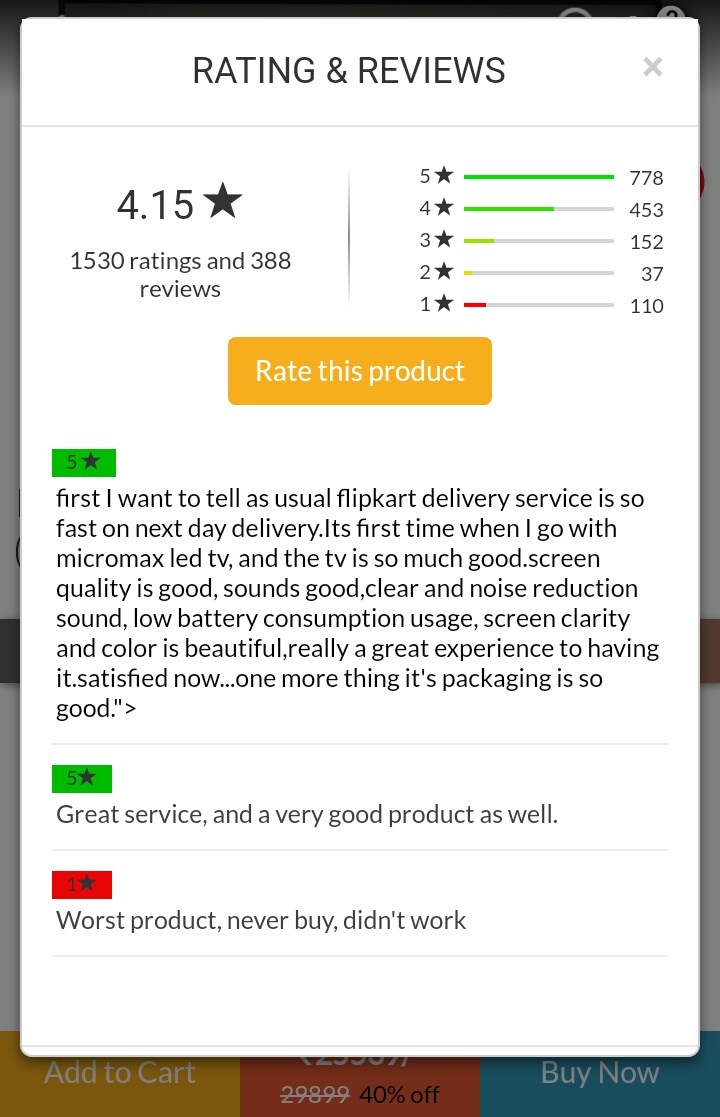 RATING & REVIEWS ×
4.15 ★
1530 ratings and 388
reviews
5 ★ 778
4 ★ 453
3 ★ 152
2 ★ 37
1 ★ 110
Rate this product
5 ★
first I want to tell as usual flipkart delivery service is so
fast on next day delivery.Its first time when I go with
micromax led tv, and the tv is so much good.screen
quality is good, sounds good,clear and noise reduction
sound, low battery consumption usage, screen clarity
and color is beautiful,really a great experience to having
it.satisfied now...one more thing it's packaging is so
good.">
5★
Great service, and a very good product as well.
1★
Worst product, never buy, didn't work
Add to Cart
29899 40% off
Buy Now